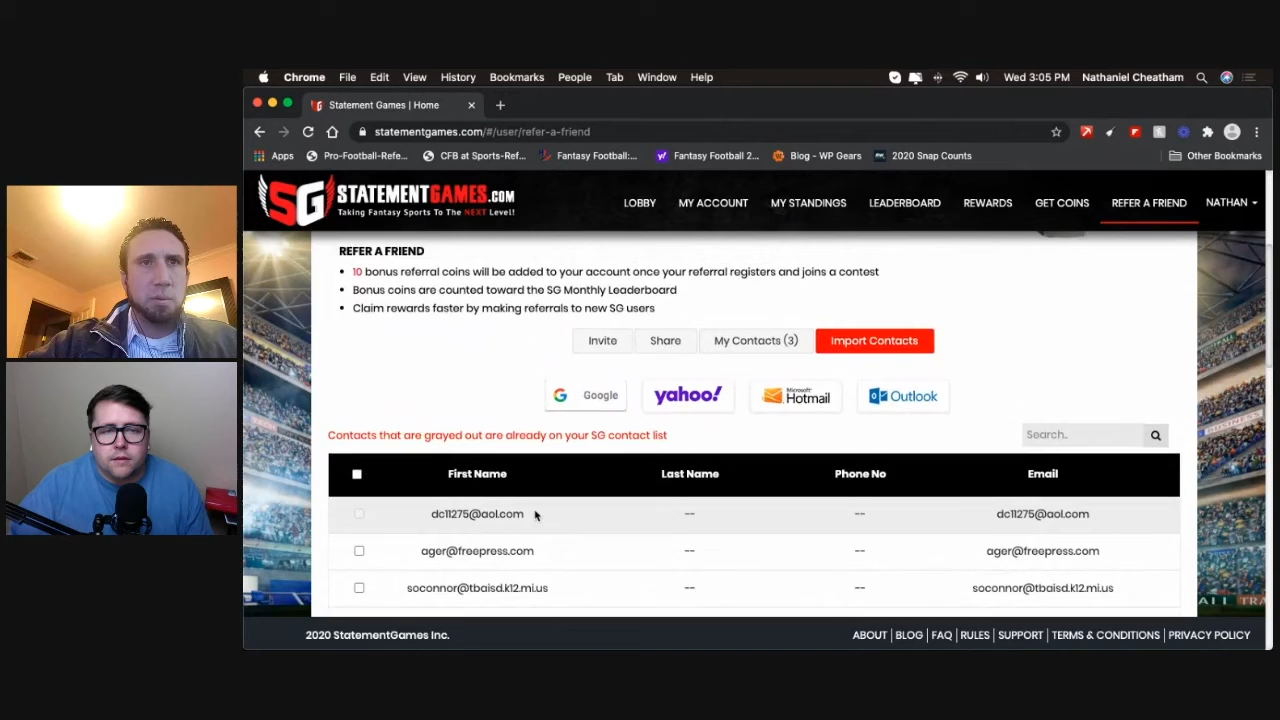 Chrome File Edit View History Bookmarks People Tab Window Help Wed 3:05 PM Nathaniel Cheatham
Statement Games | Home
statementgames.com/#/user/refer-a-friend
Apps Pro-Football-Refe... CFB at Sports-Ref... Fantasy Football:... Fantasy Football 2... Blog - WP Gears 2020 Snap Counts Other Bookmarks
SG STATEMENTGAMES.COM
Taking Fantasy Sports To The NEXT Level!
LOBBY MY ACCOUNT MY STANDINGS LEADERBOARD REWARDS GET COINS REFER A FRIEND NATHAN
REFER A FRIEND
• 10 bonus referral coins will be added to your account once your referral registers and joins a contest
• Bonus coins are counted toward the SG Monthly Leaderboard
• Claim rewards faster by making referrals to new SG users
Invite Share My Contacts (3) Import Contacts
G Google yahoo! Microsoft Hotmail Outlook
Contacts that are grayed out are already on your SG contact list Search..
First Name Last Name Phone No Email
dc11275@aol.com -- -- dc11275@aol.com
ager@freepress.com -- -- ager@freepress.com
soconnor@tbaisd.k12.mi.us -- -- soconnor@tbaisd.k12.mi.us
2020 StatementGames Inc. ABOUT | BLOG | FAQ | RULES | SUPPORT | TERMS & CONDITIONS | PRIVACY POLICY